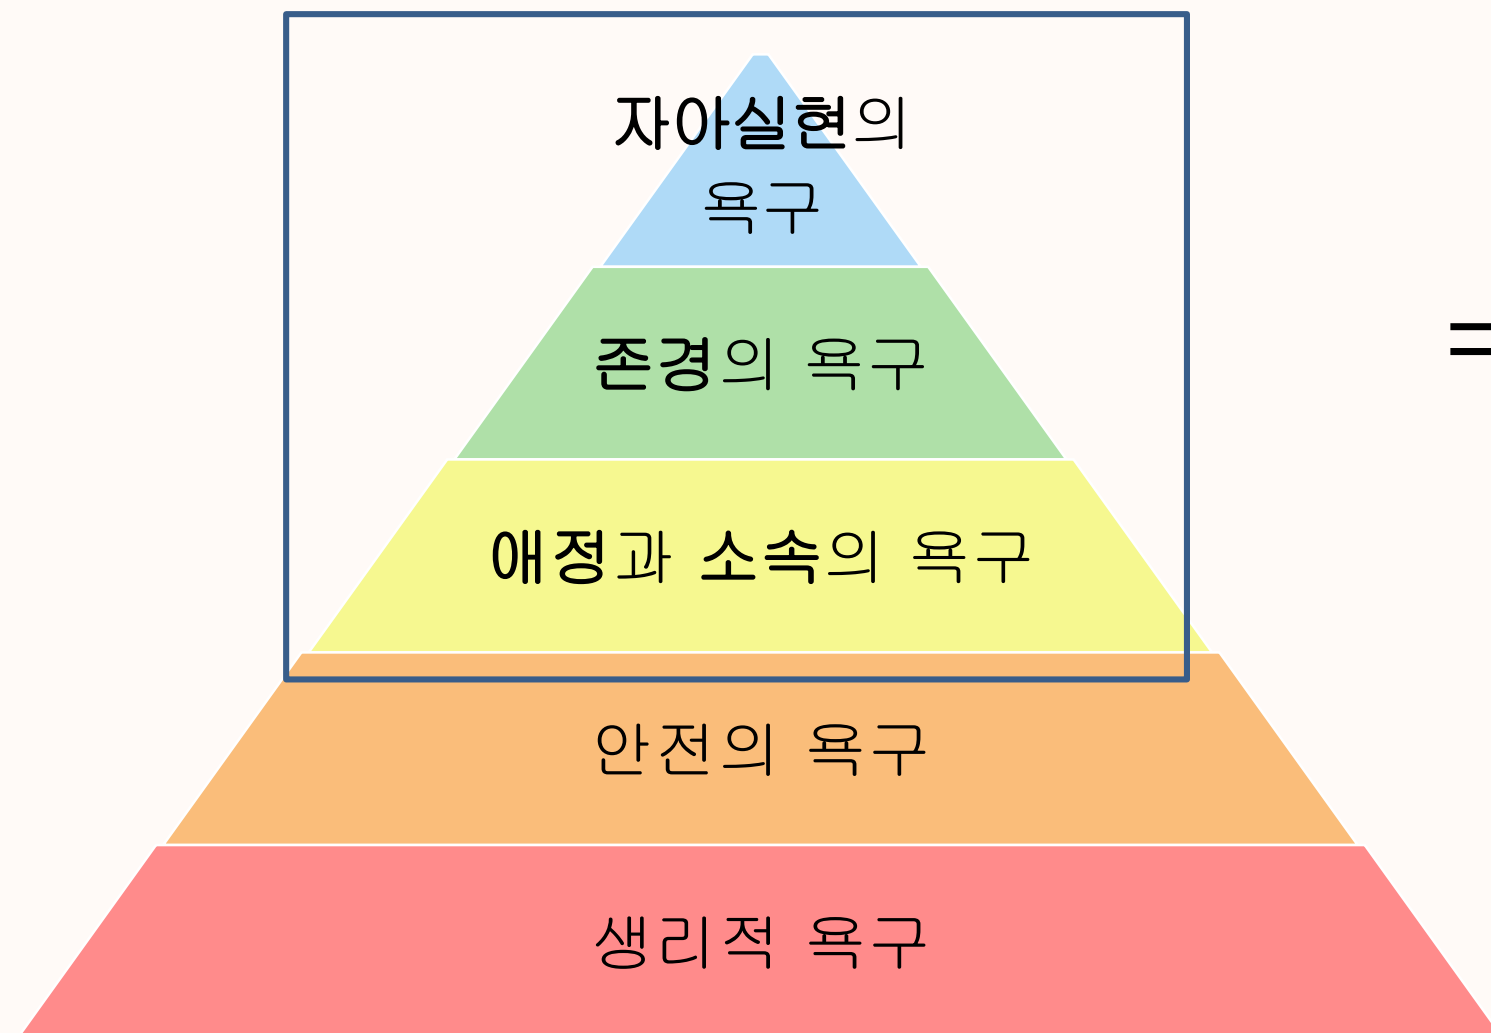 자아실현의
욕구
존경의 욕구
=
애정과 소속의 욕구
안전의 욕구
생리적 욕구